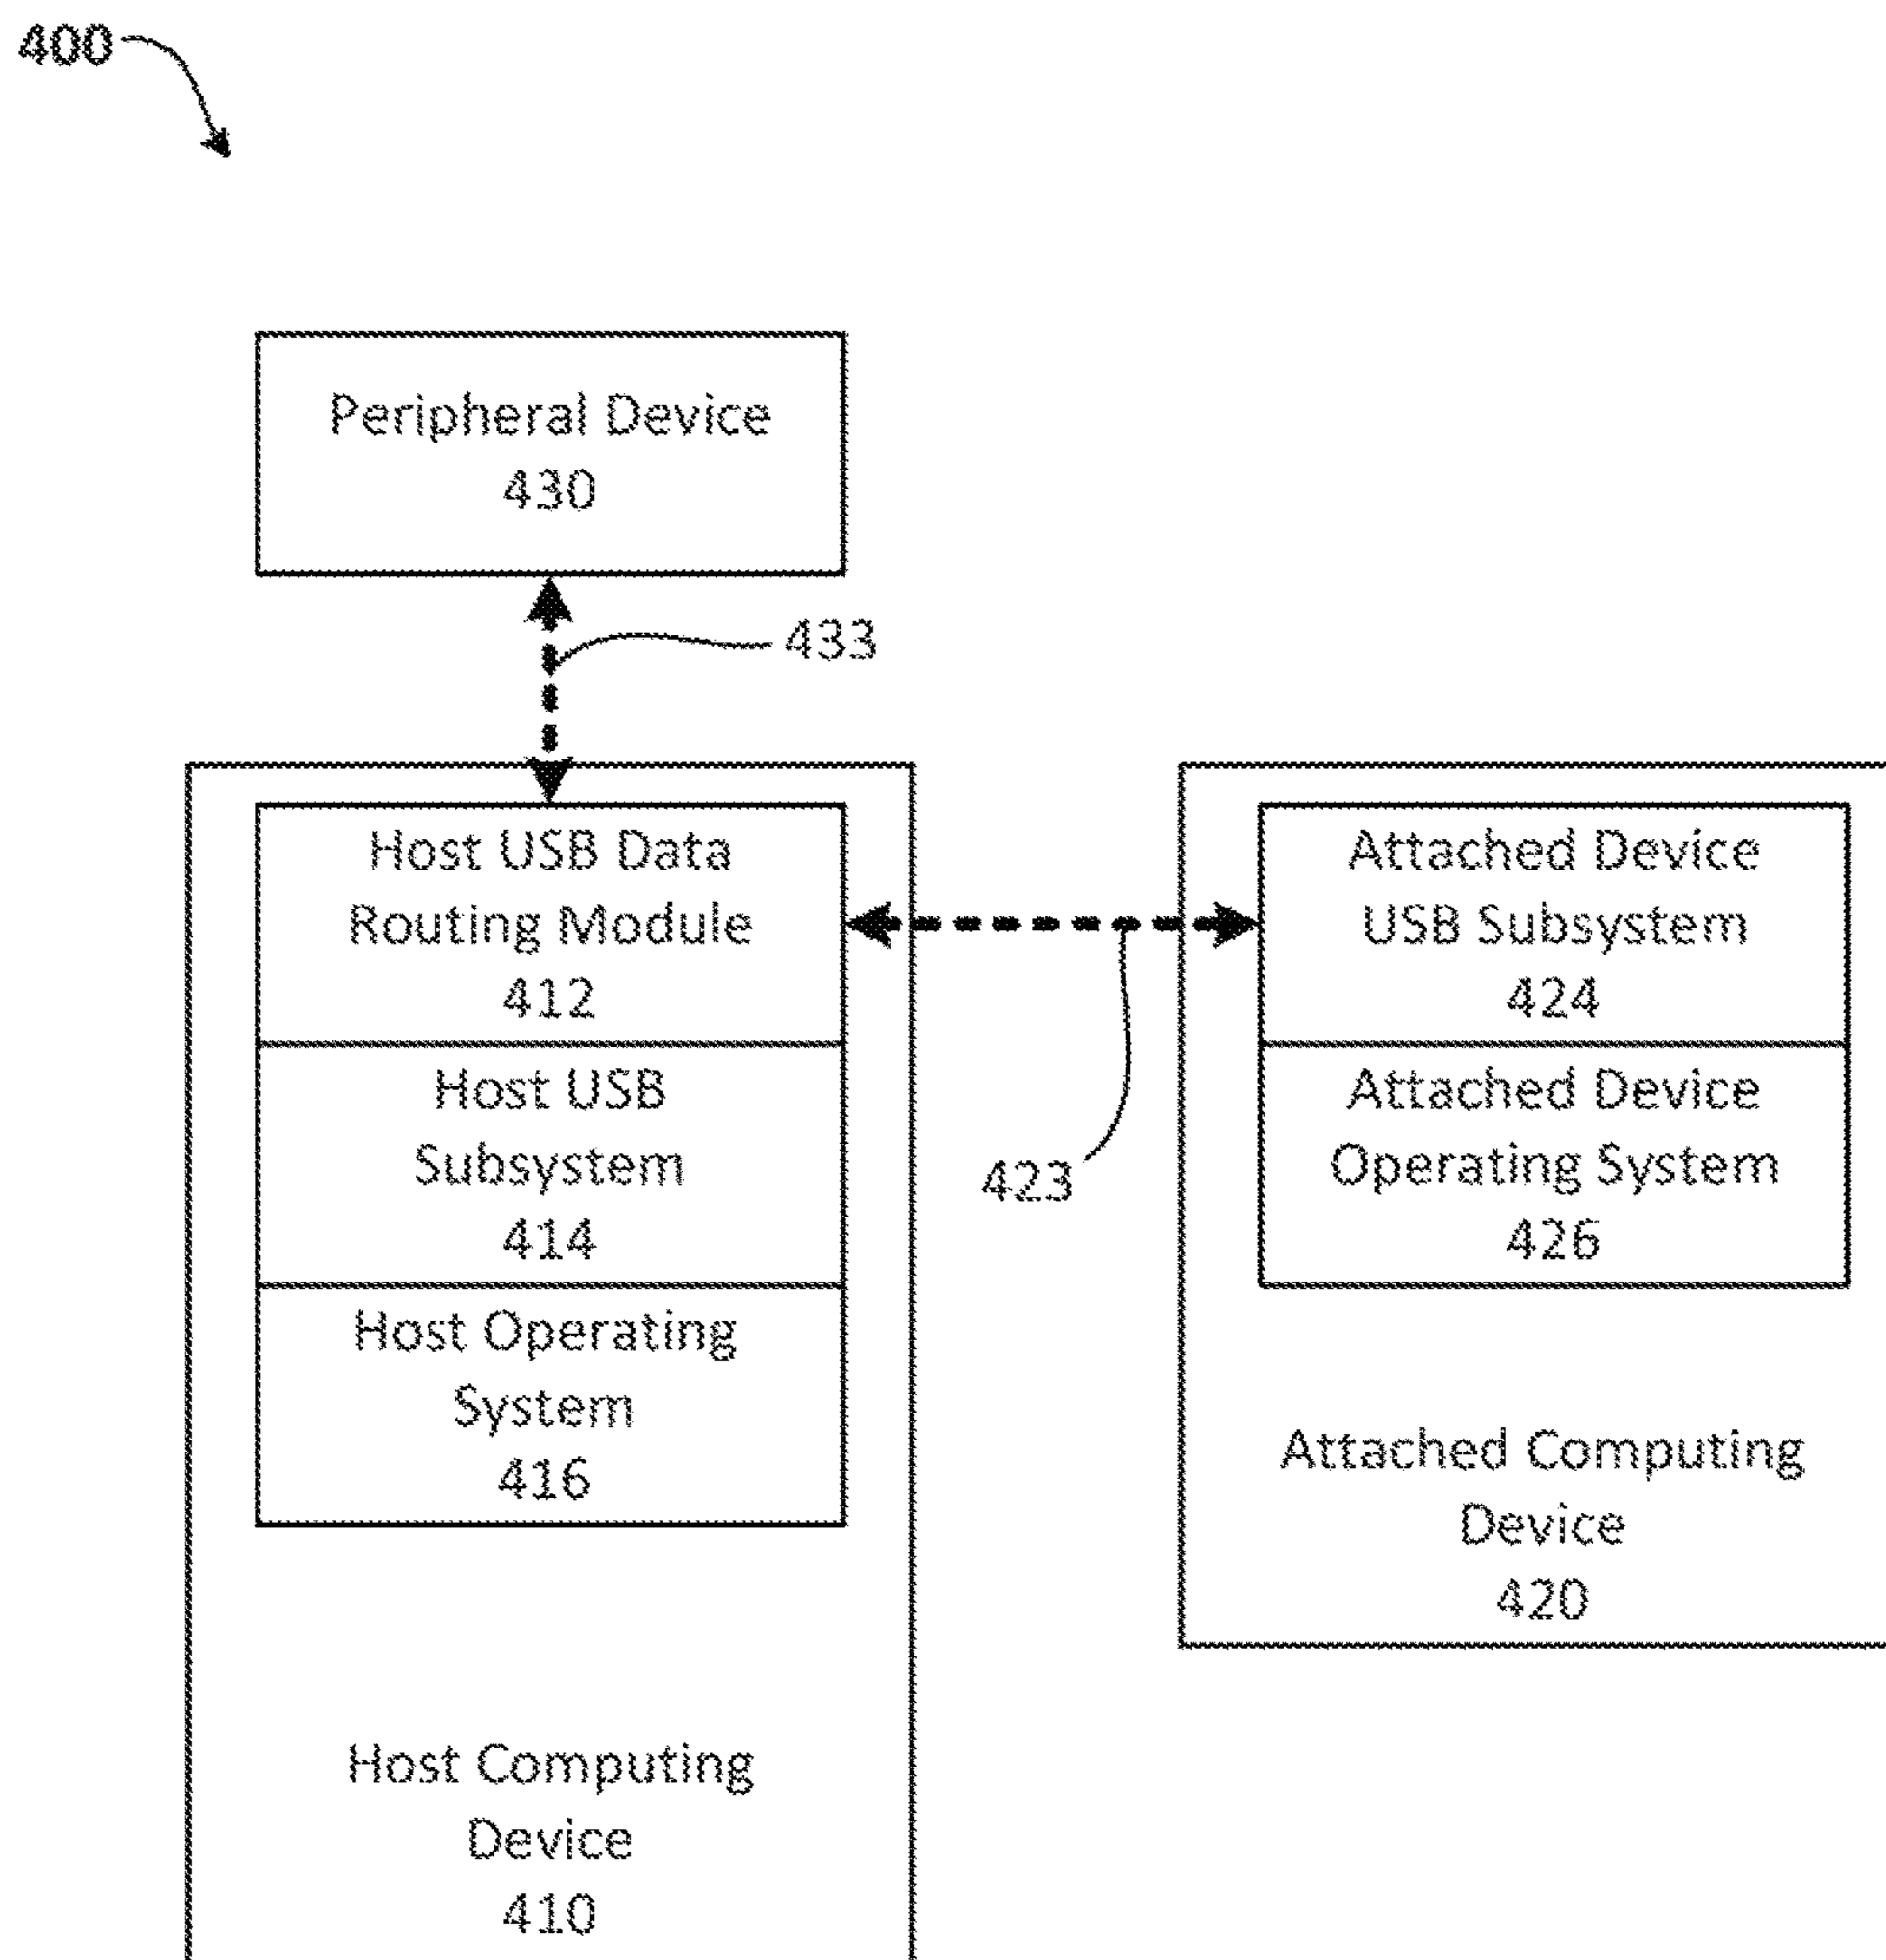 400
Peripheral Device
430
433
Host USB Data
Routing Module
412
Host USB
Subsystem
414
Host Operating
System
416
Host Computing
Device
410
423
Attached Device
USB Subsystem
424
Attached Device
Operating System
426
Attached Computing
Device
420